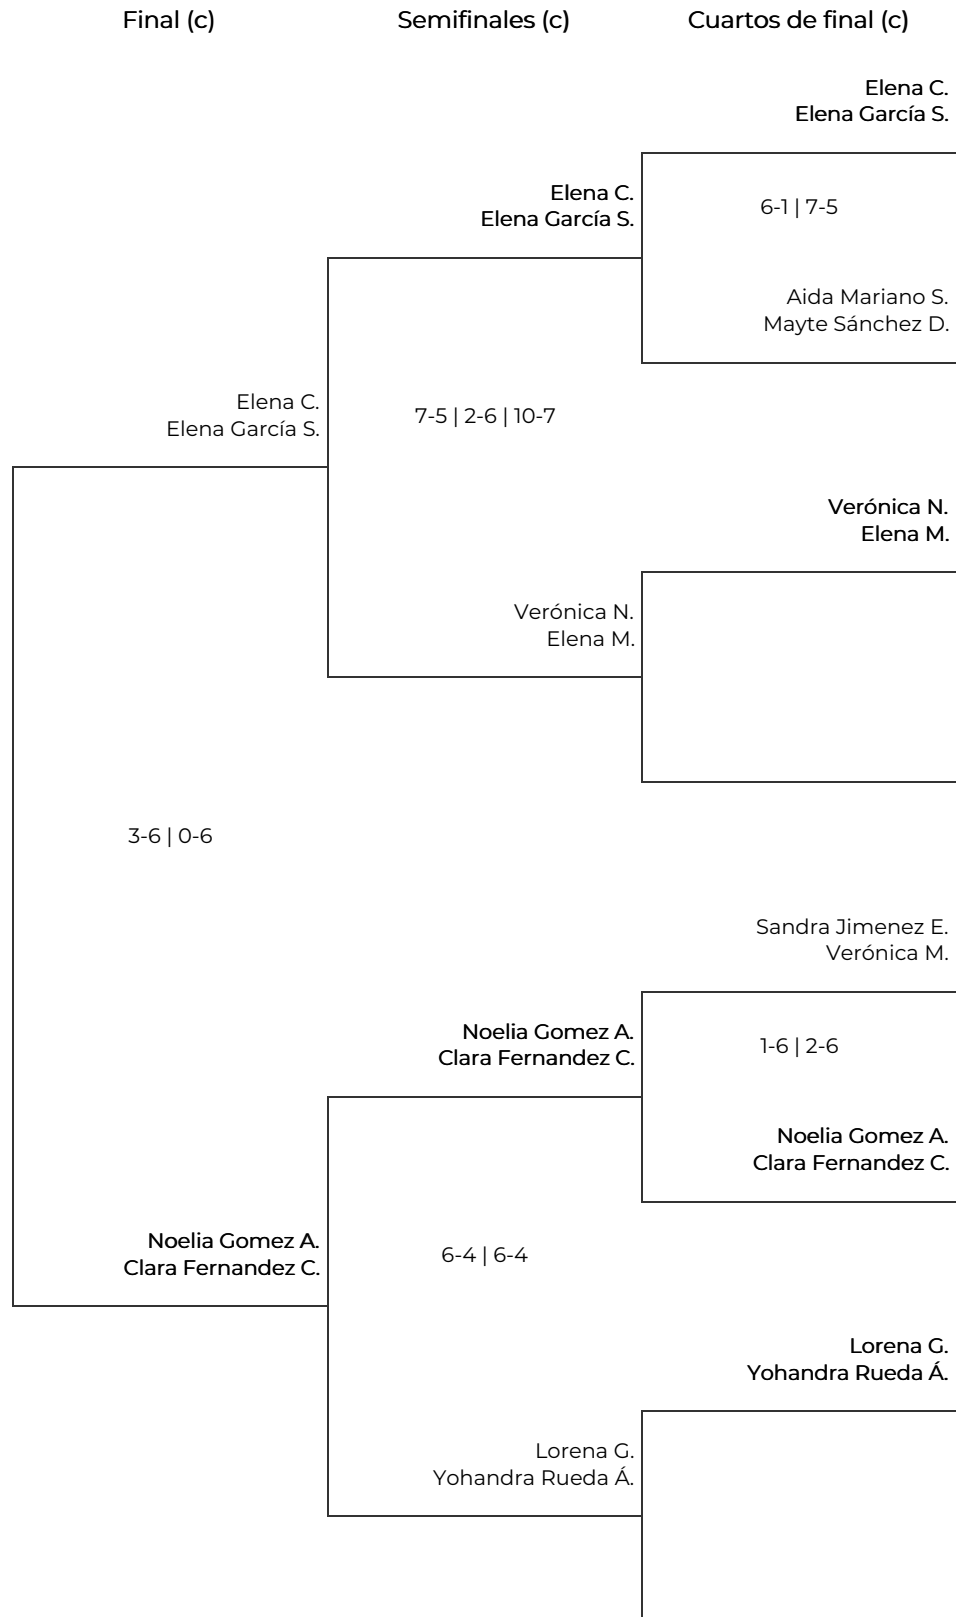 Final (c)
Semifinales (c)
Cuartos de final (c)
Elena C.
Elena García S.
Elena C.
Elena García S.
6-1 | 7-5
Aida Mariano S.
Mayte Sánchez D.
Elena C.
Elena García S.
7-5 | 2-6 | 10-7
Verónica N.
Elena M.
Verónica N.
Elena M.
3-6 | 0-6
Sandra Jimenez E.
Verónica M.
Noelia Gomez A.
Clara Fernandez C.
1-6 | 2-6
Noelia Gomez A.
Clara Fernandez C.
Noelia Gomez A.
Clara Fernandez C.
6-4 | 6-4
Lorena G.
Yohandra Rueda Á.
Lorena G.
Yohandra Rueda Á.